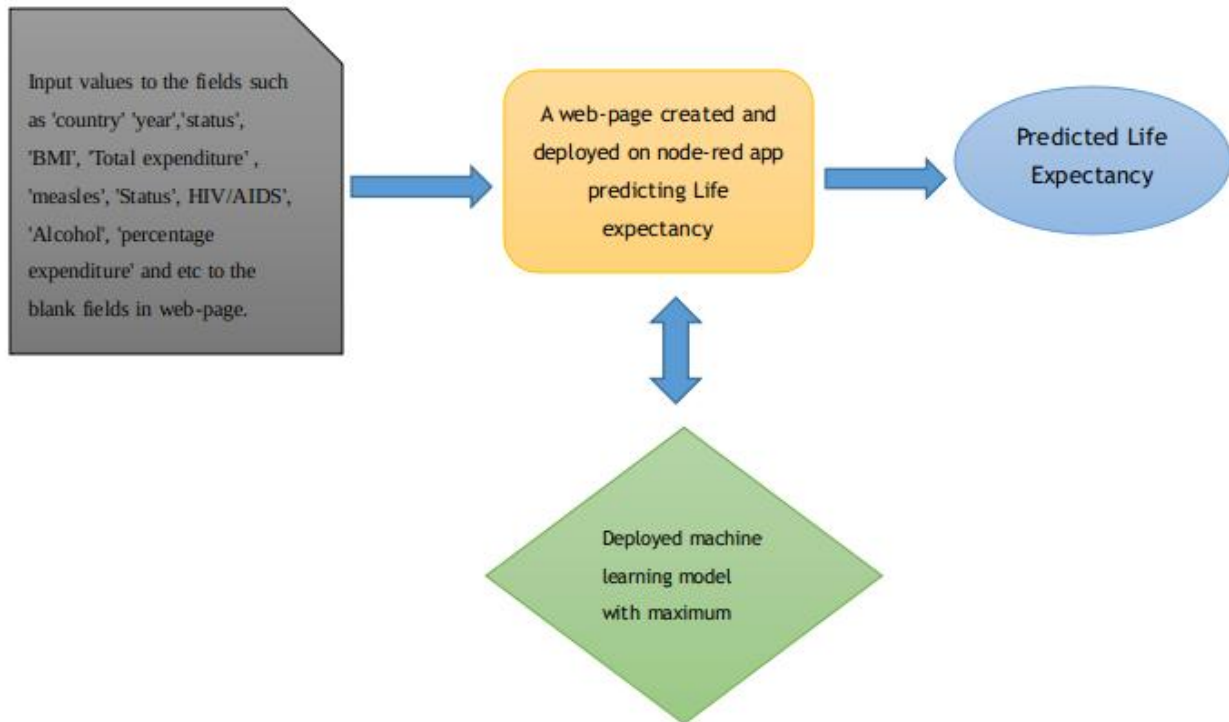 Input values to the fields such
as 'country' 'year','status',
'BMI', 'Total expenditure' ,
'measles', 'Status', HIV/AIDS',
'Alcohol', 'percentage
expenditure' and etc to the
blank fields in web-page.
A web-page created and
deployed on node-red app
predicting Life
expectancy
Predicted Life
Expectancy
Deployed machine
learning model
with maximum